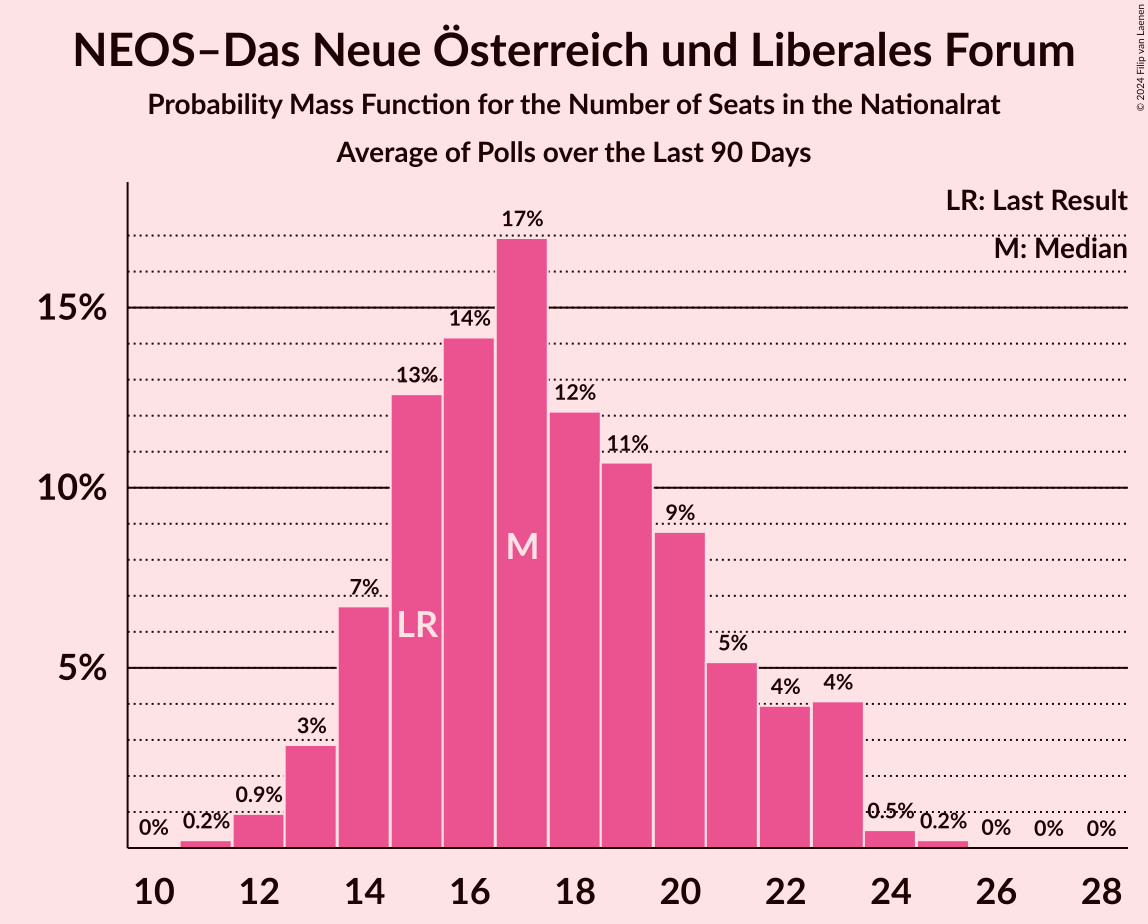 NEOS–Das Neue Österreich und Liberales Forum
Probability Mass Function for the Number of Seats in the Nationalrat
Average of Polls over the Last 90 Days
© 2024 Filip van Laenen
LR: Last Result
M: Median
17%
15%
14%
13%
12%
11%
10%
9%
M
7%
LR
5%
5%
4%
4%
3%
0.9%
0.5%
0%
0.2%
0.2%
0%
0%
0%
10 12 14 16 18 20 22 24 26 28